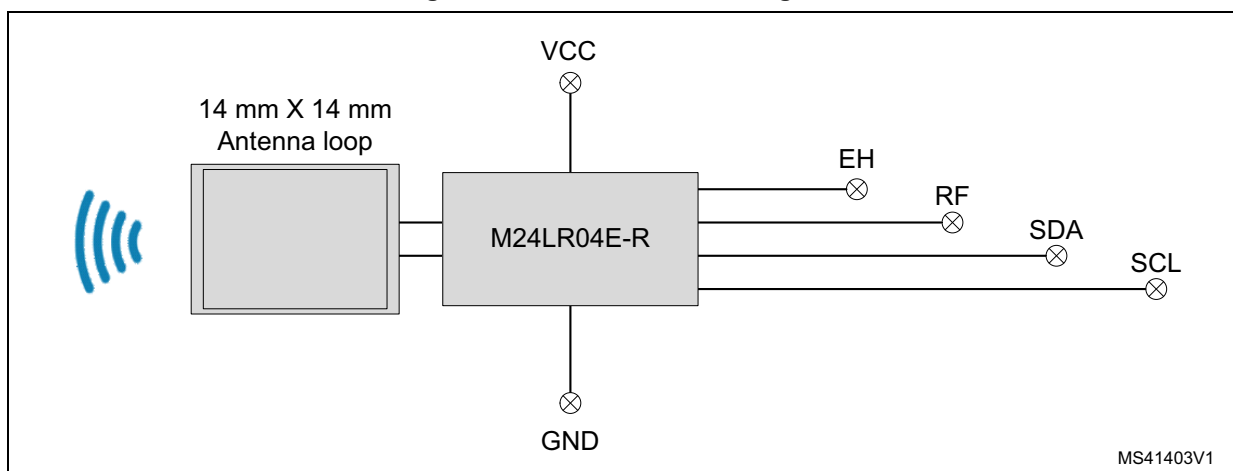 VCC
14 mm X 14 mm
Antenna loop
EH
RF
M24LR04E-R
SDA
SCL
GND
MS41403V1